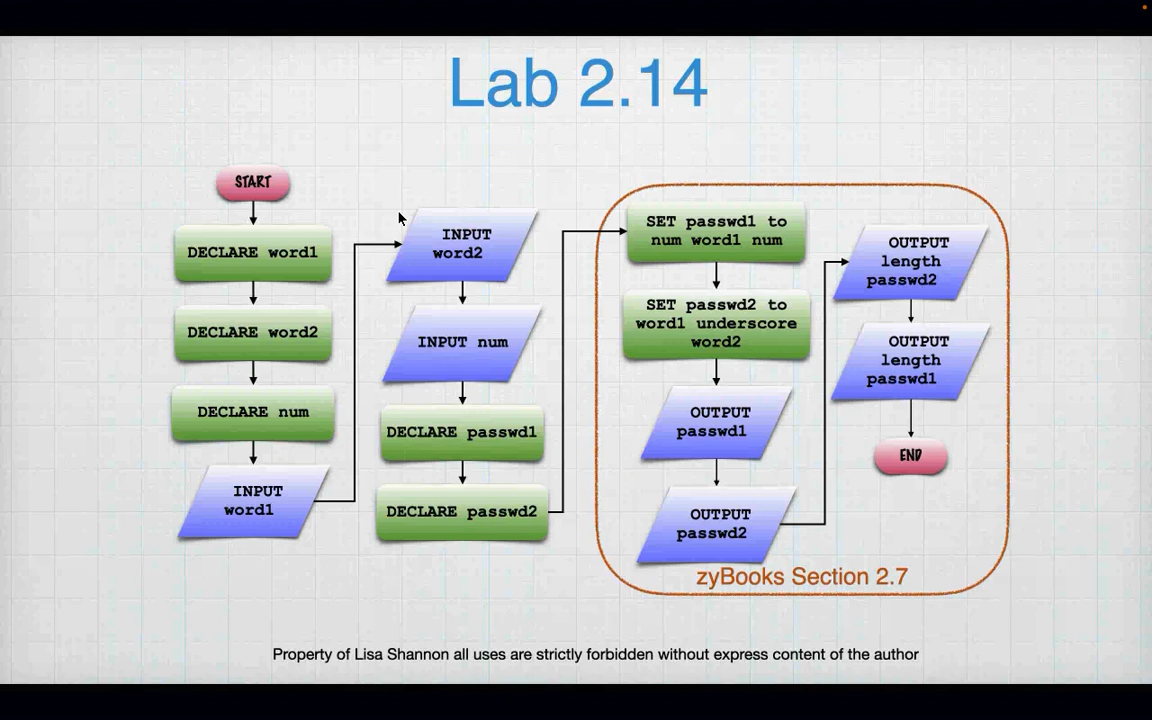 Lab 2.14
START
DECLARE word1
DECLARE word2
DECLARE num
INPUT
word1
INPUT
word2
INPUT num
DECLARE passwd1
DECLARE passwd2
SET passwd1 to
num word1 num
SET passwd2 to
word1 underscore
word2
OUTPUT
passwd1
OUTPUT
passwd2
OUTPUT
length
passwd2
OUTPUT
length
passwd1
END
zyBooks Section 2.7
Property of Lisa Shannon all uses are strictly forbidden without express content of the author